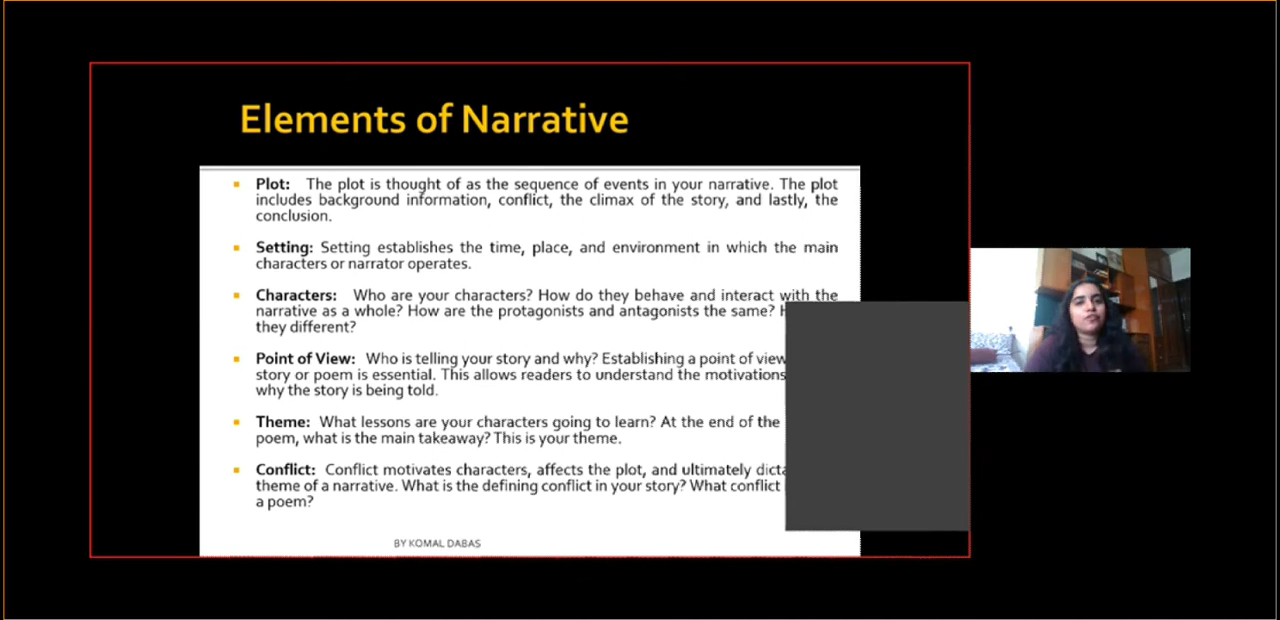 Elements of Narrative
Plot: The plot is thought of as the sequence of events in your narrative. The plot
includes background information, conflict, the climax of the story, and lastly, the
conclusion.
Setting: Setting establishes the time, place, and environment in which the main
characters or narrator operates.
Characters: Who are your characters? How do they behave and interact with the
narrative as a whole? How are the protagonists and antagonists the same?
they different?
Point of View: Who is telling your story and why? Establishing a point of view
story or poem is essential. This allows readers to understand the motivations
why the story is being told.
Theme: What lessons are your characters going to learn? At the end of the
poem, what is the main takeaway? This is your theme.
Conflict: Conflict motivates characters, affects the plot, and ultimately
theme of a narrative. What is the defining conflict in your story? What conflict
a poem?
BY KOMAL DABAS